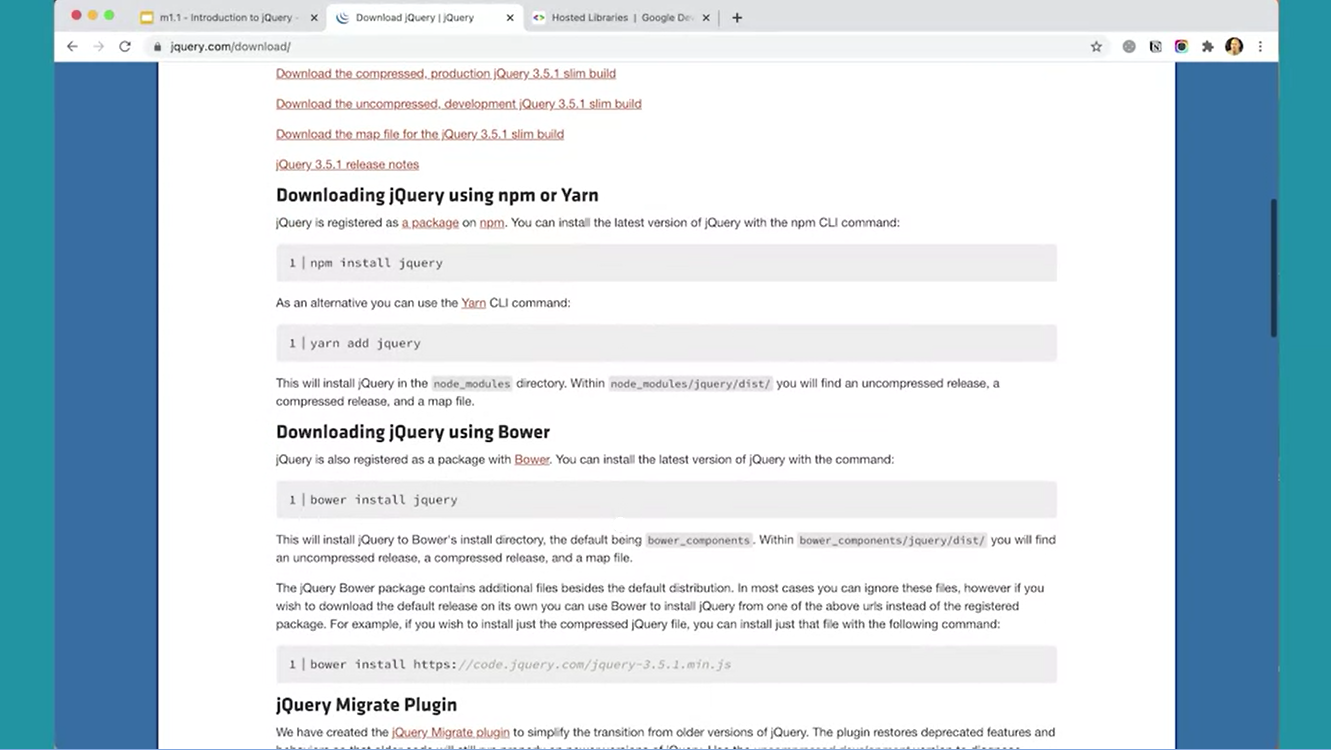 m1.1 - Introduction to jQuery -
Download jQuery | jQuery
Hosted Libraries | Google De
jquery.com/download/
Download the compressed, production jQuery 3.5.1 slim build
Download the uncompressed, development jQuery 3.5.1 slim build
Download the map file for the jQuery 3.5.1 slim build
jQuery 3.5.1 release notes
Downloading jQuery using npm or Yarn
jQuery is registered as a package on npm. You can install the latest version of jQuery with the npm CLI command:
1 | npm install jquery
As an alternative you can use the Yarn CLI command:
1 | yarn add jquery
This will install jQuery in the node_modules directory. Within node_modules/jquery/dist/ you will find an uncompressed release, a
compressed release, and a map file.
Downloading jQuery using Bower
jQuery is also registered as a package with Bower. You can install the latest version of jQuery with the command:
1 | bower install jquery
This will install jQuery to Bower's install directory, the default being bower_components. Within bower_components/jquery/dist/ you will find
an uncompressed release, a compressed release, and a map file.
The jQuery Bower package contains additional files besides the default distribution. In most cases you can ignore these files, however if you
wish to download the default release on its own you can use Bower to install jQuery from one of the above urls instead of the registered
package. For example, if you wish to install just the compressed jQuery file, you can install just that file with the following command:
1 | bower install https://code.jquery.com/jquery-3.5.1.min.js
jQuery Migrate Plugin
We have created the jQuery Migrate plugin to simplify the transition from older versions of jQuery. The plugin restores deprecated features and